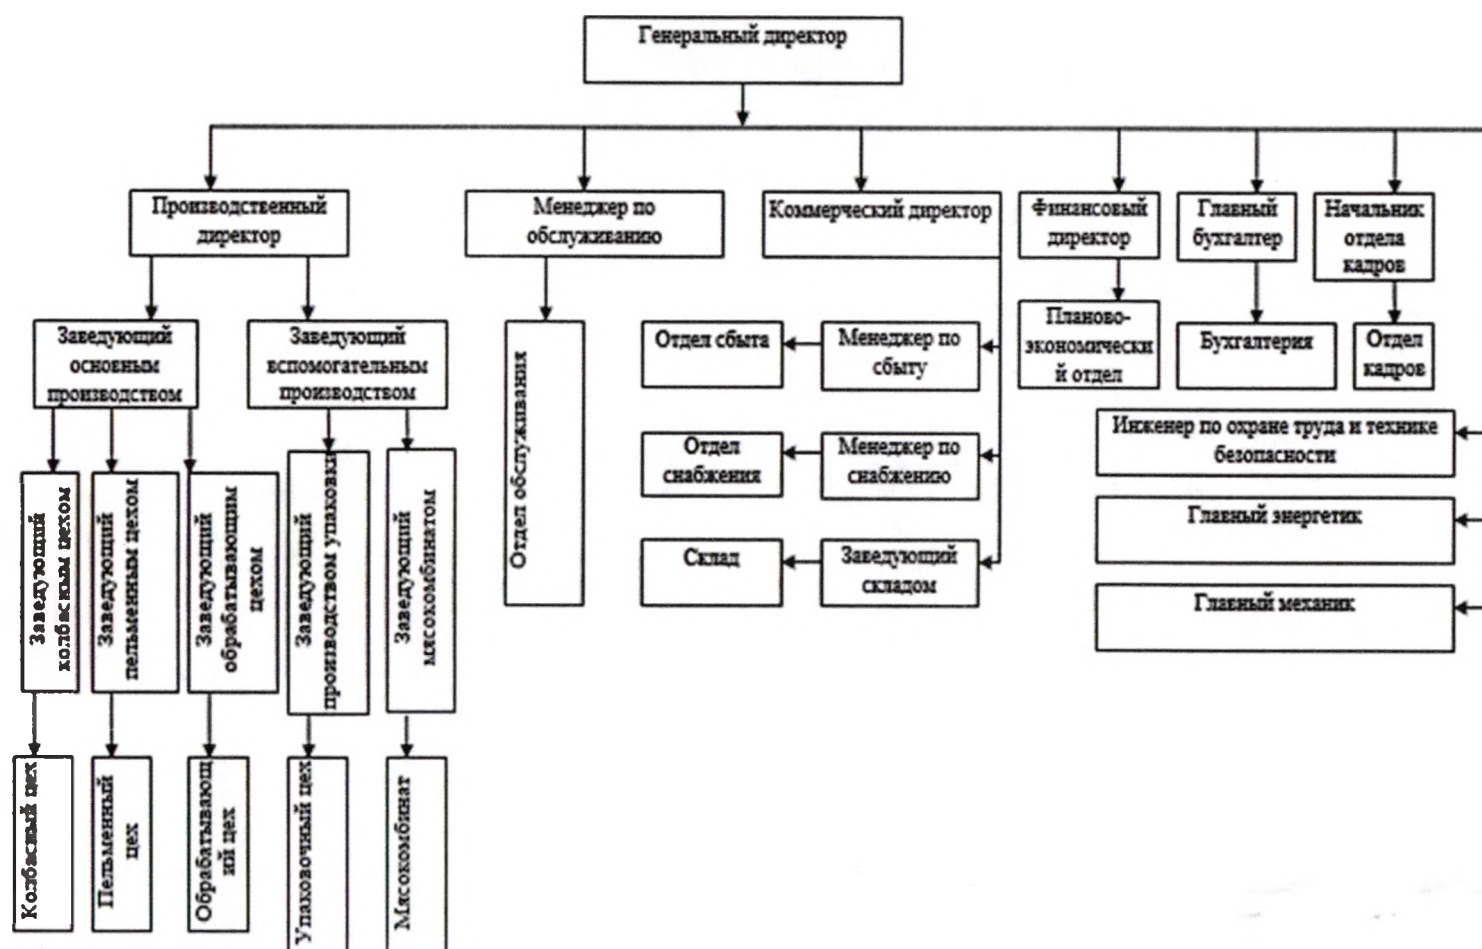 Генеральный директор
Производственный
директор
Менеджер по
обслуживанию
Коммерческий директор
Финансовый
директор
Главный
бухгалтер
Начальник
отдела
кадров
Заведующий
основным
производством
Заведующий
вспомогательным
производством
Отдел обслуживания
Отдел сбыта
Менеджер по
сбыту
Планово-
экономически
й отдел
Бухгалтерия
Отдел
кадров
Отдел
снабжения
Менеджер по
снабжению
Склад
Заведующий
складом
Инженер по охране труда и технике
безопасности
Главный энергетик
Главный механик
Заведующий
колбасным цехом
Заведующий
пельменным цехом
Заведующий
обрабатывающим
цехом
Заведующий
производством упаковки
Заведующий
мясокомбинатом
Колбасный цех
Пельменный
цех
Обрабатывающ
ий цех
Упаковочный цех
Мясокомбинат